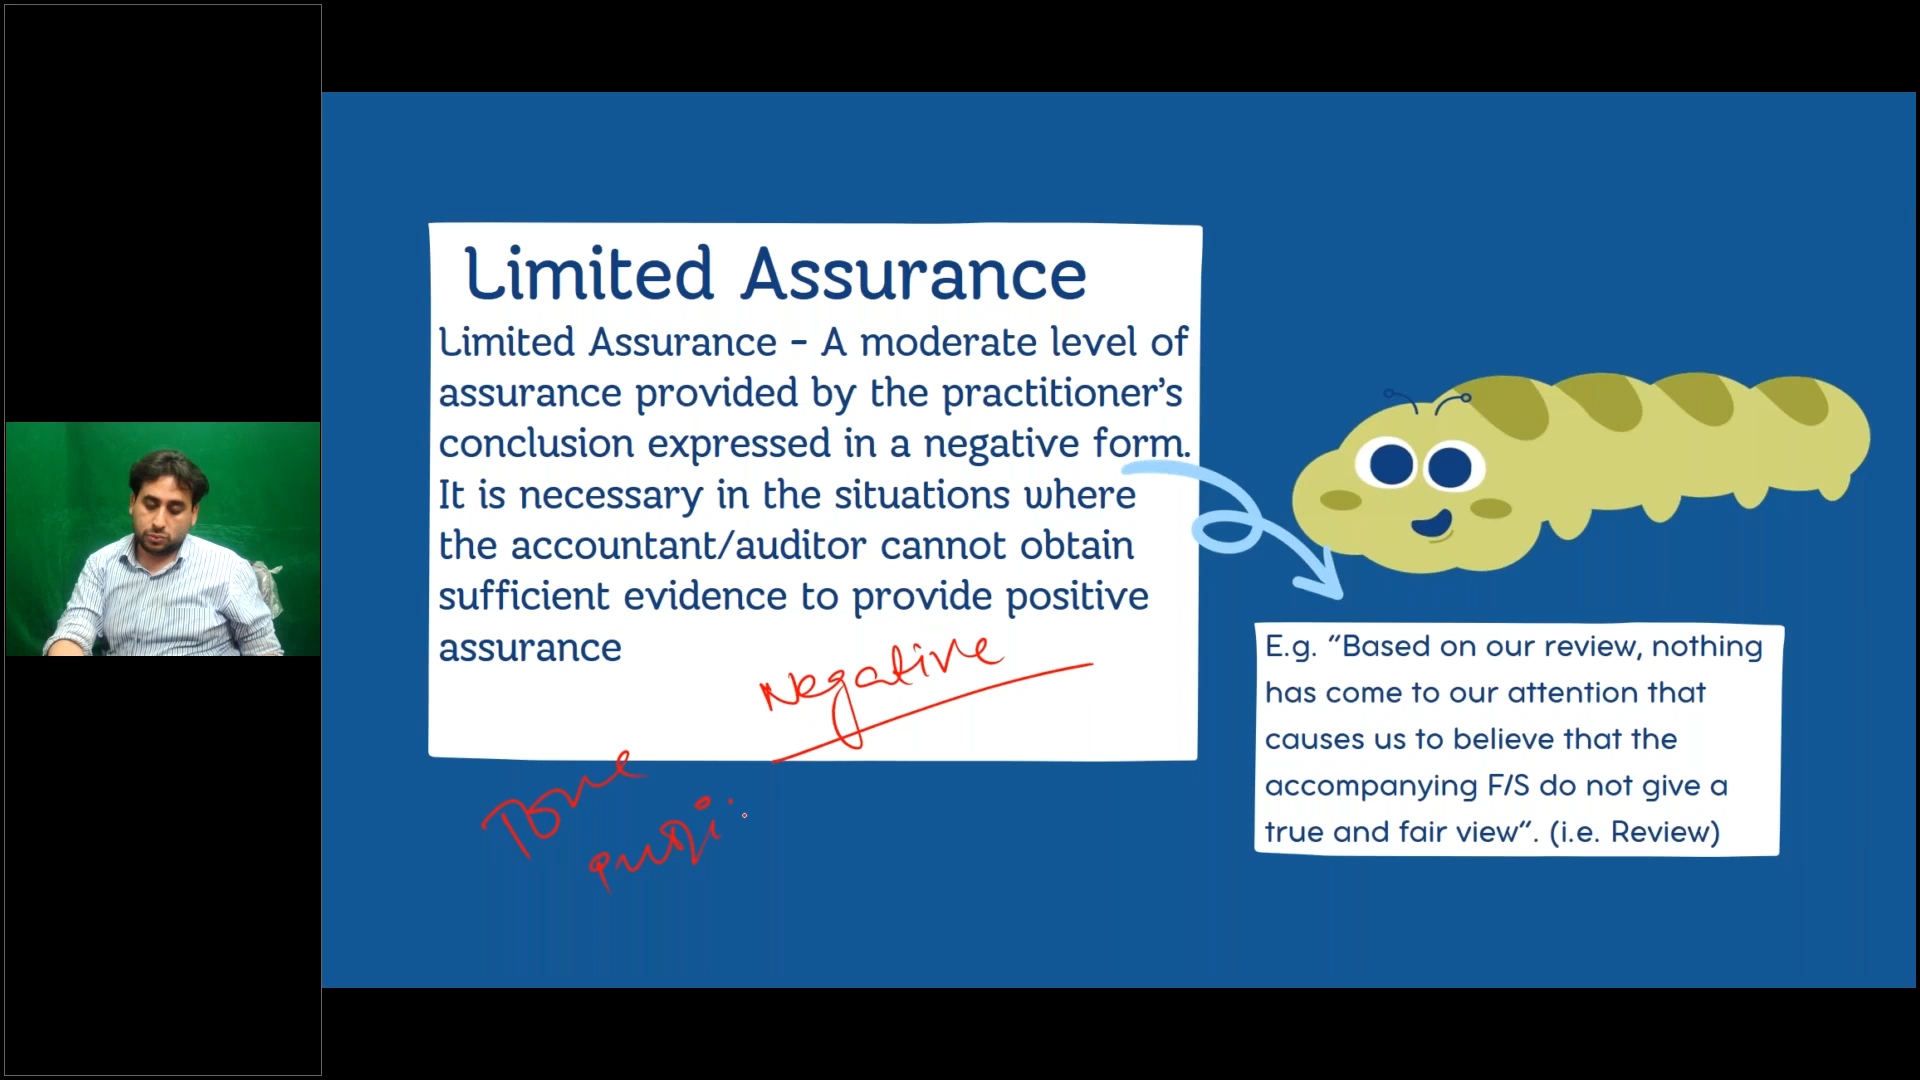 Limited Assurance
Limited Assurance - A moderate level of
assurance provided by the practitioner's
conclusion expressed in a negative form.
It is necessary in the situations where
the accountant/auditor cannot obtain
sufficient evidence to provide positive
assurance
Negative
E.g. "Based on our review, nothing
has come to our attention that
causes us to believe that the
accompanying F/S do not give a
true and fair view". (i.e. Review)